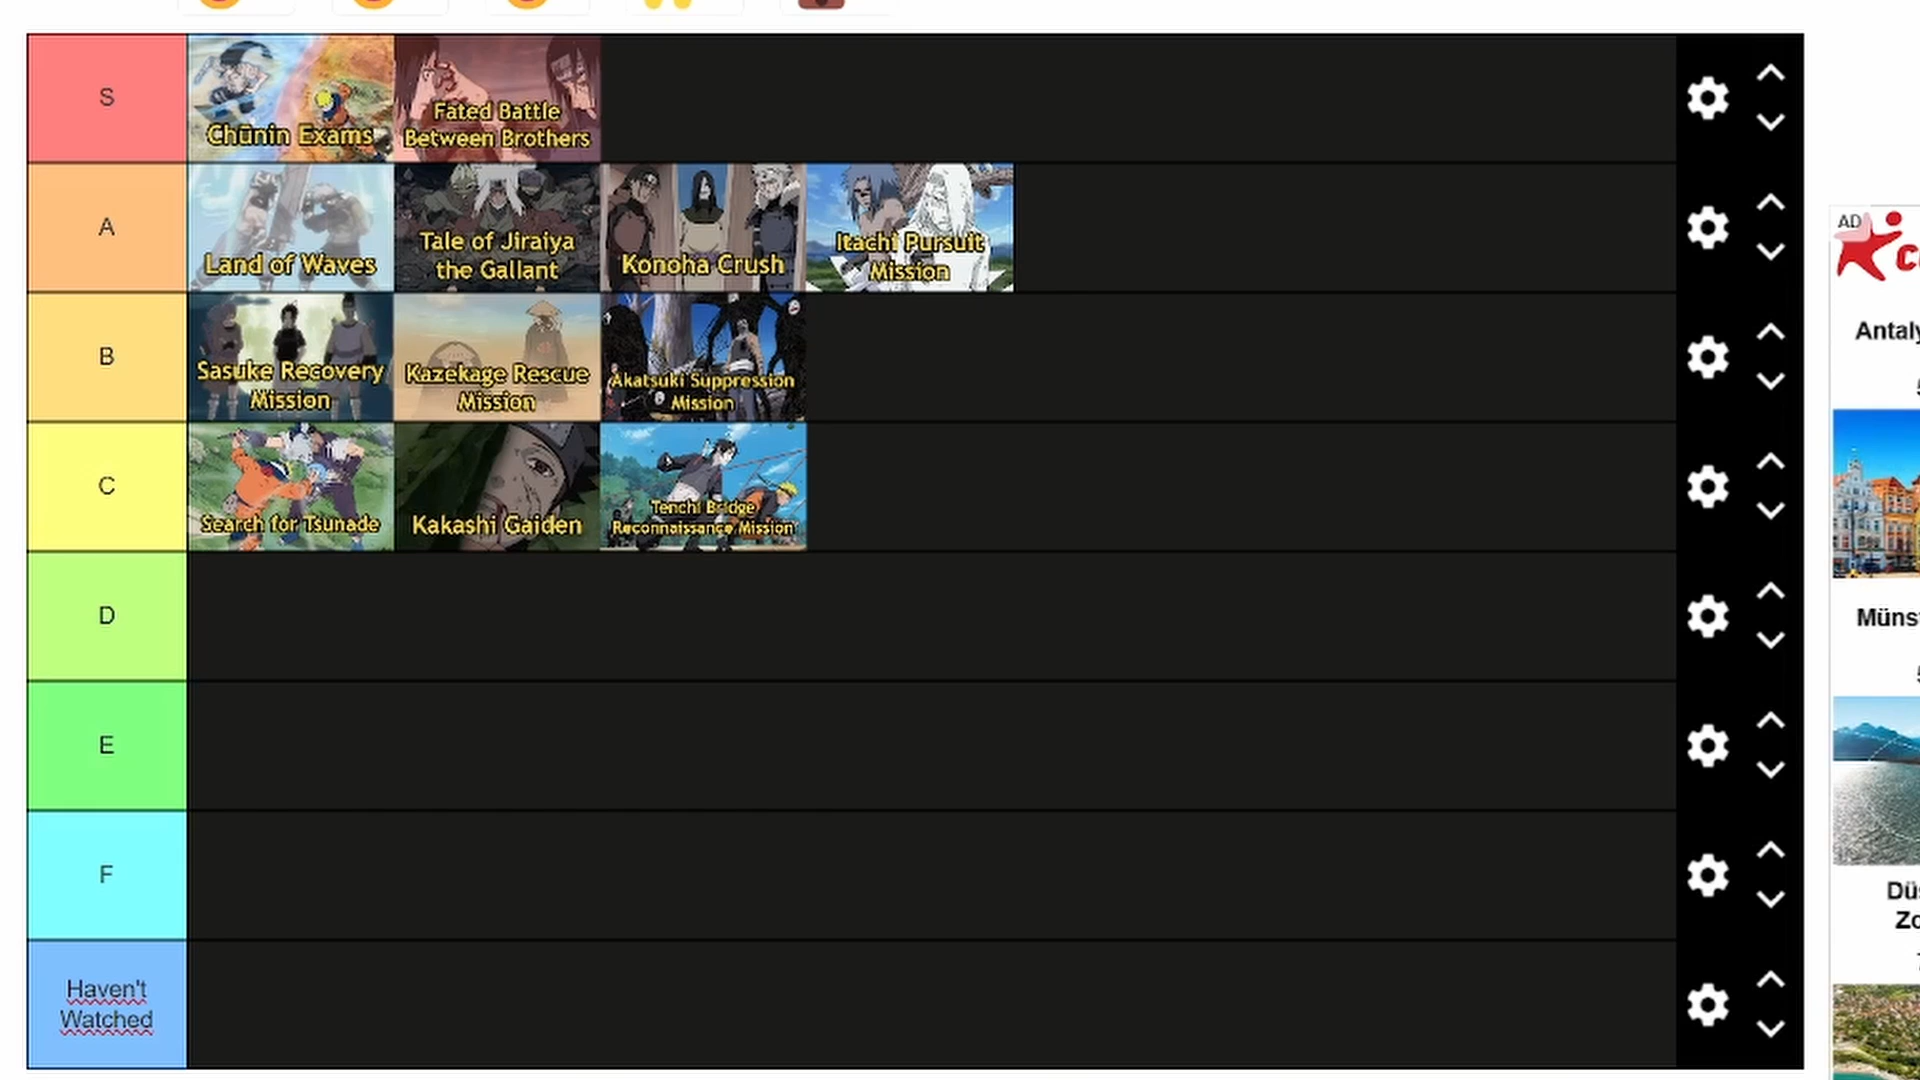 S
Chūnin Exams
Fated Battle
Between Brothers
A
Land of Waves
Tale of Jiraiya
the Gallant
Konoha Crush
Itachi Pursuit
Mission
B
Sasuke Recovery
Mission
Kazekage Rescue
Mission
Akatsuki Suppression
Mission
C
Search for Tsunade
Kakashi Gaiden
Tenchi Bridge
Reconnaissance Mission
D
E
F
Haven't
Watched
AD
Antaly
Müns
Düs
Zo